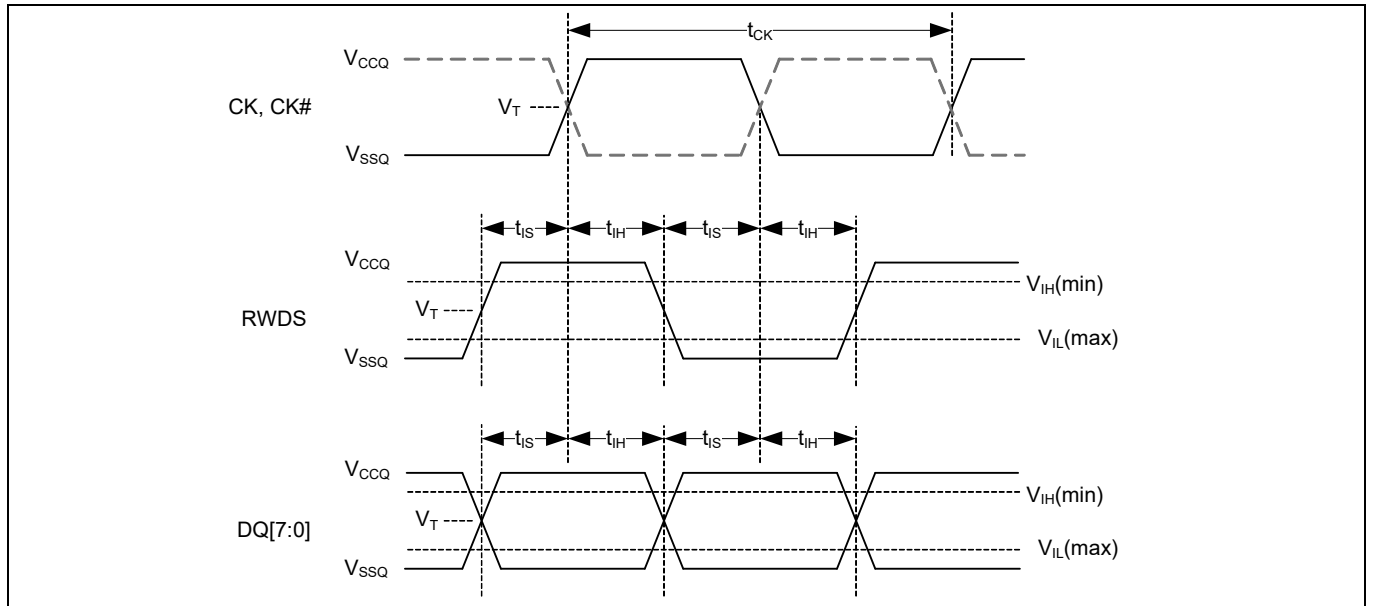 tCK
VCCQ
CK, CK#
VT
VSSQ
tIS tIH tIS tIH
VCCQ
VIH(min)
RWDS
VT
VIL(max)
VSSQ
tIS tIH tIS tIH
VCCQ
VIH(min)
DQ[7:0]
VT
VIL(max)
VSSQ